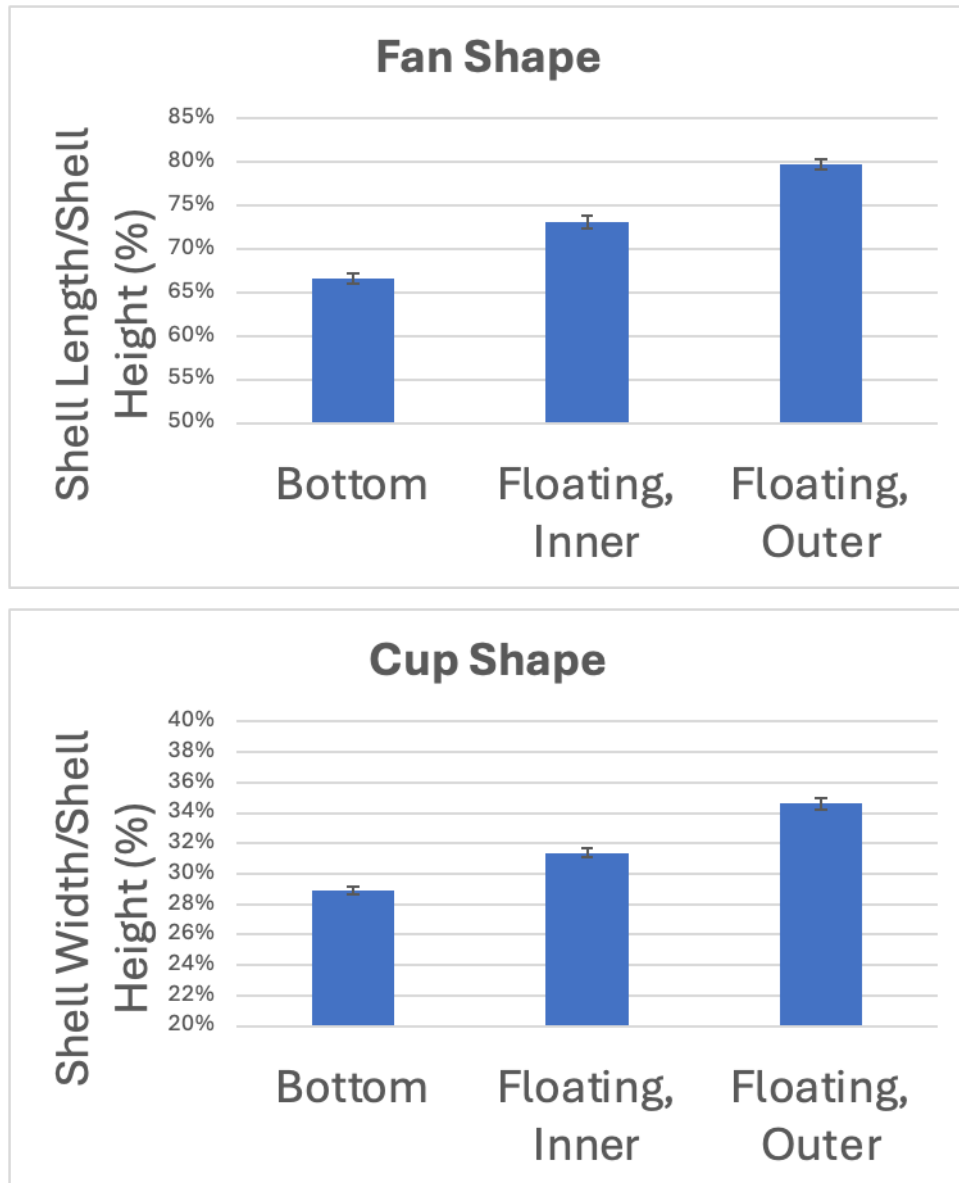 Fan Shape
Shell Length/Shell
Height (%)
85%
80%
75%
70%
65%
60%
55%
50%
Bottom
Floating,
Inner
Floating,
Outer
Cup Shape
Shell Width/Shell
Height (%)
40%
38%
36%
34%
32%
30%
28%
26%
24%
22%
20%
Bottom
Floating,
Inner
Floating,
Outer